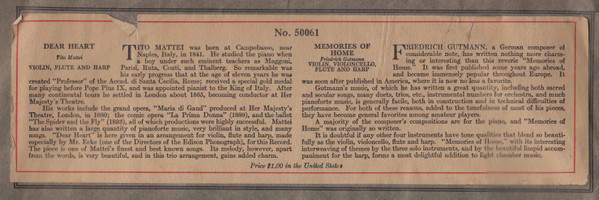 No. 50061
DEAR HEART
Tito Mattei
VIOLIN, FLUTE AND HARP
TITO MATTEI was born at Campobasso, near
Naples, Italy, in 1841. He studied the piano when
a boy under such eminent teachers as Maggoni,
Parisi, Ruta, Conti, and Thalberg. So remarkable was
his early progress that at the age of eleven years he was
created "Professor" of the Accad. di Santa Cecilia, Rome; received a special gold medal
for playing before Pope Pius IX, and was appointed pianist to the King of Italy. After
many continental tours he settled in London about 1865, becoming conductor at Her
Majesty's Theatre.
His works include the grand opera, "Maria di Gand" produced at Her Majesty's
Theatre, London, in 1880; the comic opera "La Prima Donna" (1889), and the ballet
"The Spider and the Fly" (1893), all of which productions were highly successful. Mattei
has also written a large quantity of pianoforte music, very brilliant in style, and many
songs. "Dear Heart" is here given in an arrangement for violin, flute and harp, made
especially by Mr. Ecke (one of the Directors of the Edison Phonograph), for this Record.
The piece is one of Mattei's finest and best known songs. Its melody, however, apart
from the words, is very beautiful, and in this trio arrangement, gains added charm.
MEMORIES OF
HOME
Friedrich Gutmann
VIOLIN, VIOLONCELLO,
FLUTE AND HARP
FRIEDRICH GUTMANN, a German composer of
considerable note, has written nothing more charm-
ing or interesting than this reverie "Memories of
Home." It was first published some years ago abroad,
and became immensely popular throughout Europe. It
was soon after published in America, where it is now no less a favorite.
Gutmann's music, of which he has written a great quantity, including both sacred
and secular songs, many duets, trios, etc., instrumental numbers for orchestra, and much
pianoforte music, is generally facile, both in construction and in technical difficulties of
performance. For both of these reasons, added to the tunefulness of most of his pieces,
they have become general favorites among amateur players.
A majority of the composer's compositions are for the piano, and "Memories of
Home" was originally so written.
It is doubtful if any other four instruments have tone qualities that blend so beauti-
fully as the violin, violoncello, flute and harp. "Memories of Home," with its interesting
interweaving of themes by the three solo instruments, and by the beautiful limpid accom-
paniment for the harp, forms a most delightful addition to light chamber music.
Price $1.00 in the United States